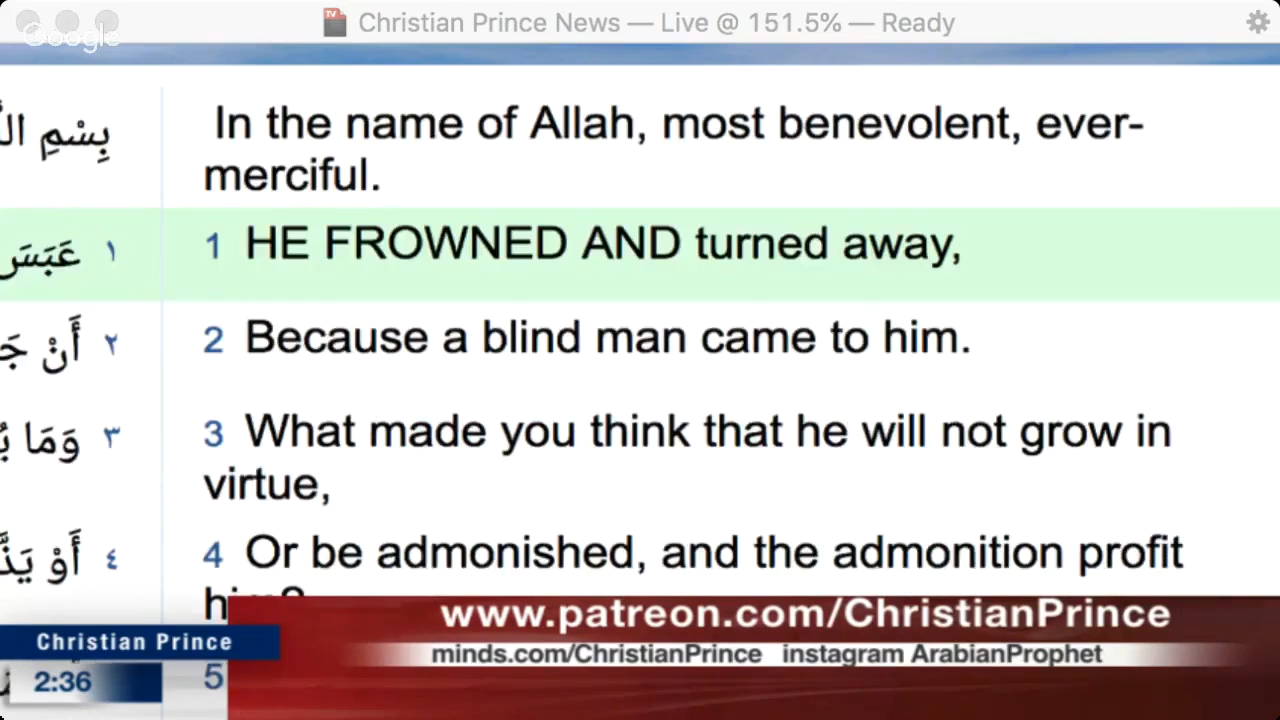 Google
Christian Prince News — Live @ 151.5% — Ready
بِسْمِ
In the name of Allah, most benevolent, ever-
merciful.
١ عَبَسَ
1 HE FROWNED AND turned away,
٢ أَنْ
2 Because a blind man came to him.
٣ وَمَا
3 What made you think that he will not grow in
virtue,
٤ أَوْ
4 Or be admonished, and the admonition profit
5
www.patreon.com/ChristianPrince
Christian Prince
minds.com/ChristianPrince instagram ArabianProphet
2:36